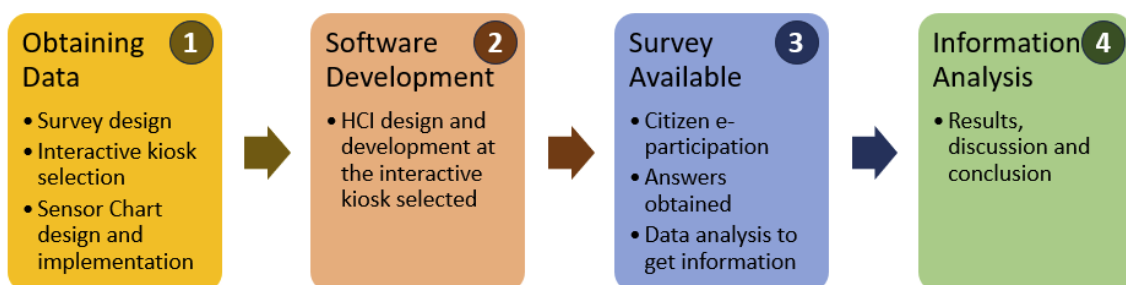 Obtaining
Data
1
• Survey design
• Interactive kiosk
selection
• Sensor Chart
design and
implementation
Software
Development
2
• HCI design and
development at
the interactive
kiosk selected
Survey
Available
3
• Citizen e-
participation
• Answers
obtained
• Data analysis to
get information
Information
Analysis
4
• Results,
discussion and
conclusion